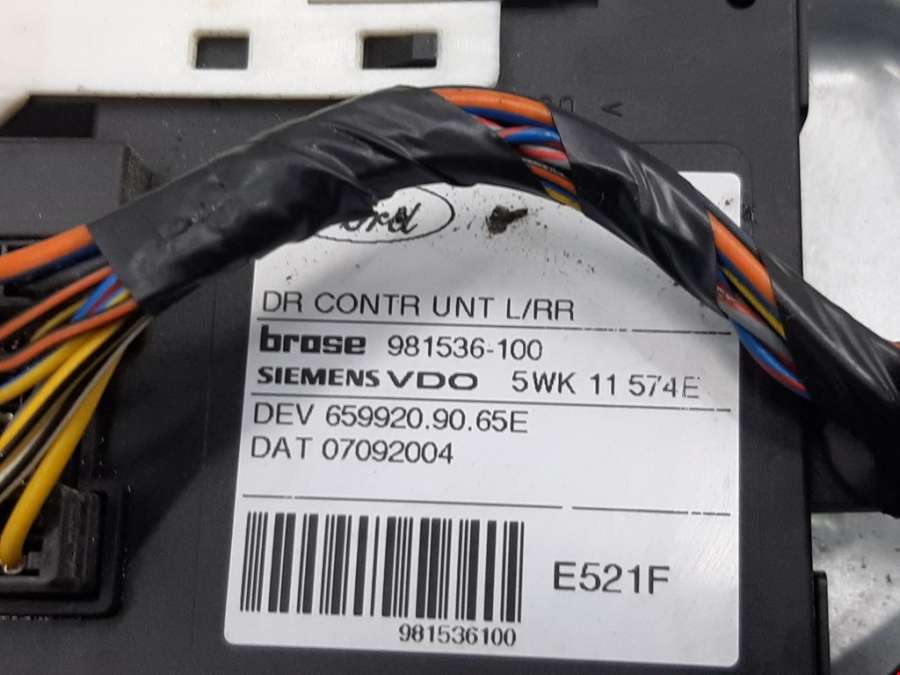 DR CONTR UNT L/RR
brose 981536-100
SIEMENS VDO 5WK 11 574E
DEV 659920.90.65E
DAT 07092004
E521F
981536100